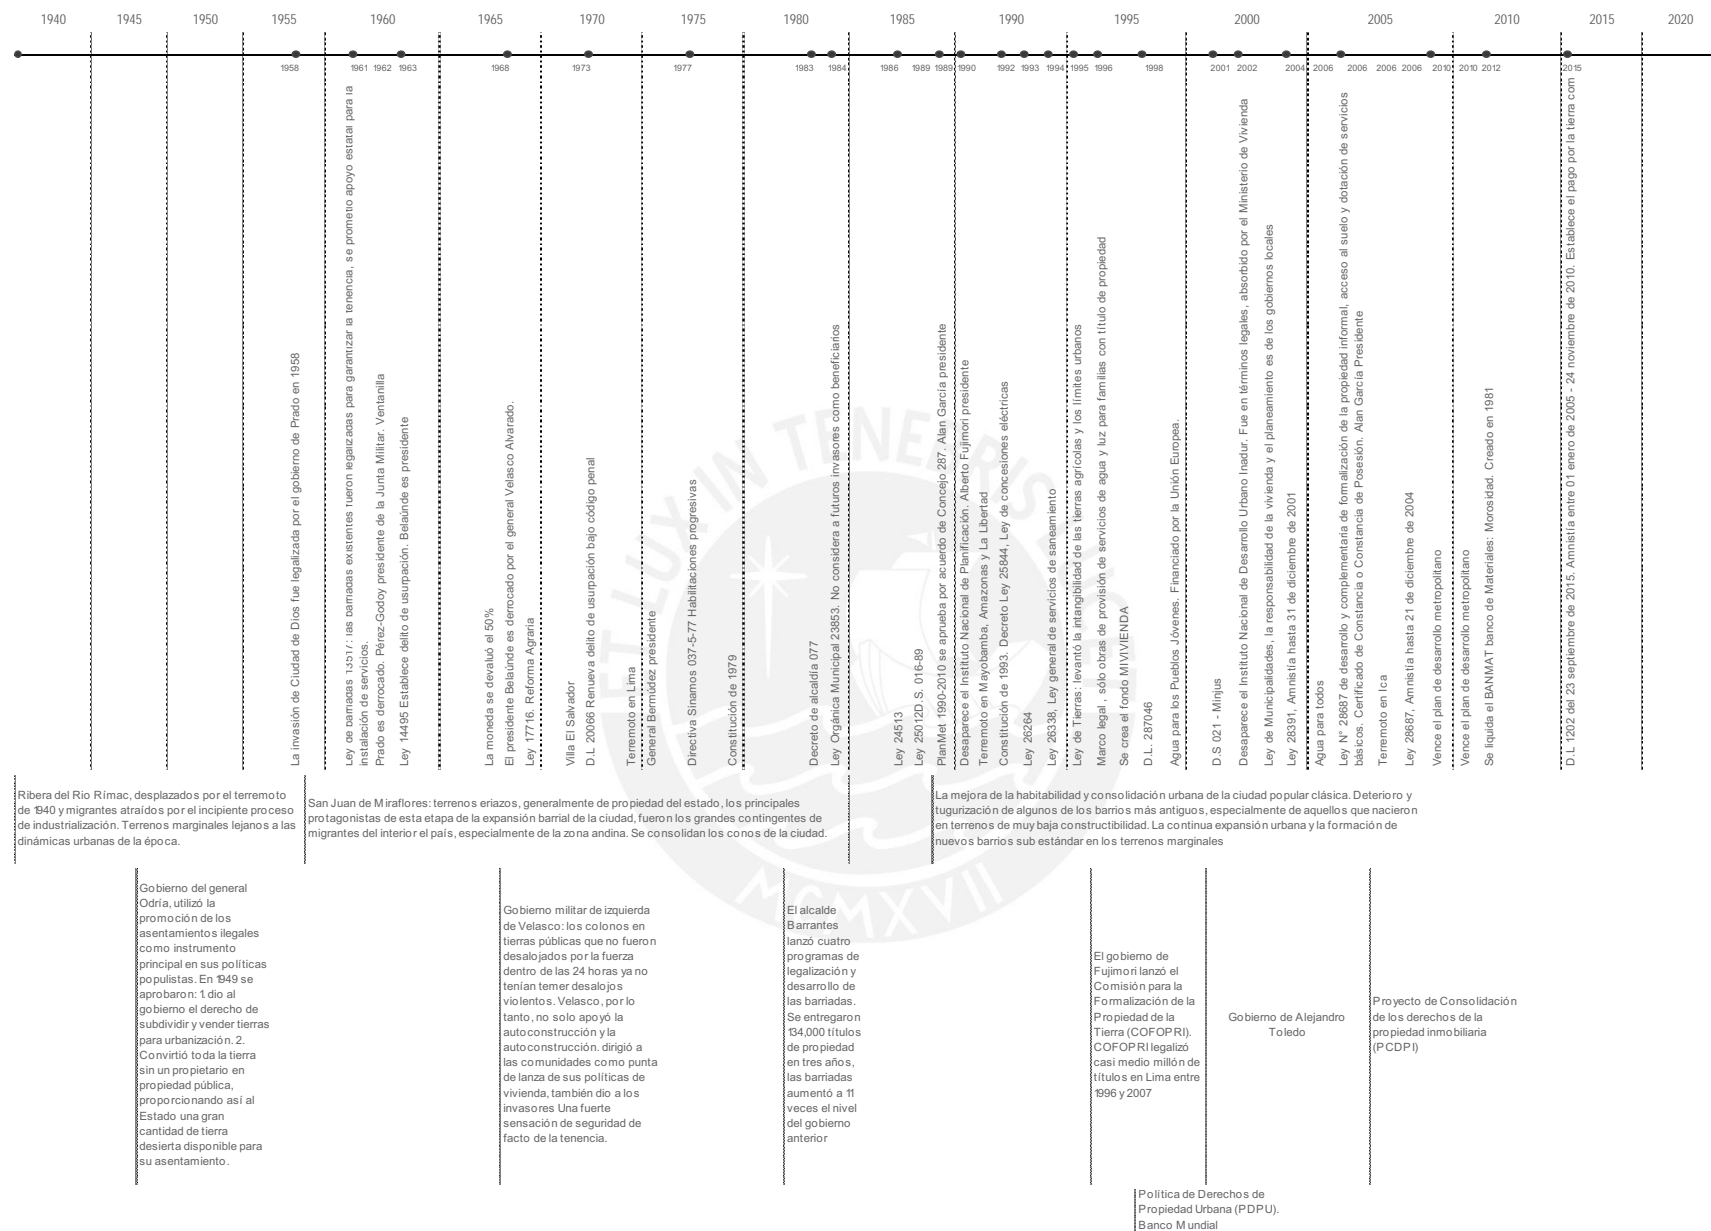 1940 1945 1950 1955 1960 1965 1970 1975 1980 1985 1990 1995 2000 2005 2010 2015 2020
1958 1961 1962 1963 1968 1973 1977 1983 1984 1986 1989 1989 1990 1992 1993 1994 1995 1996 1998 2001 2002 2004 2006 2006 2006 2006 2010 2010 2012 2015
La invasión de Ciudad de Dios fue legalizada por el gobierno de Prado en 1958
Ley de barriadas 13517: las barriadas existentes fueron legalizadas para garantizar la tenencia, se prometio apoyo estatal para la
instalación de servicios.
Prado es derrocado. Pérez-Godoy presidente de la Junta Militar. Ventanilla
Ley 14495 Establece delito de usurpación. Belaúnde es presidente
La moneda se devaluó el 50%
El presidente Belaúnde es derrocado por el general Velasco Alvarado.
Ley 17716. Reforma Agraria
Villa El Salvador
D.L 20066 Renueva delito de usurpación bajo código penal
Terremoto en Lima
General Bermúdez presidente
Directiva Sinamos 037-5-77 Habilitaciones progresivas
Constitución de 1979
Decreto de alcaldía 077
Ley Orgánica Municipal 23853. No considera a futuros invasores como beneficiarios
Ley 24513
Ley 25012D.S. 016-89
PlanMet 1990-2010 se aprueba por acuerdo de Concejo 287. Alan García presidente
Desaparece el Instituto Nacional de Planificación. Alberto Fujimori presidente
Terremoto en Mayobamba, Amazonas y La Libertad
Constitución de 1993. Decreto Ley 25844, Ley de concesiones eléctricas
Ley 26264
Ley 26338, Ley general de servicios de saneamiento
Ley de Tierras: levantó la intangibilidad de las tierras agrícolas y los límites urbanos
Marco legal , sólo obras de provisión de servicios de agua y luz para familias con título de propiedad
Se crea el fondo MIVIVIENDA
D.L. 287046
Agua para los Pueblos Jóvenes. Financiado por la Unión Europea.
D.S 021 - Minjus
Desaparece el Instituto Nacional de Desarrollo Urbano Inadur. Fue en términos legales, absorbido por el Ministerio de Vivienda
Ley de Municipalidades, la responsabilidad de la vivienda y el planeamiento es de los gobiernos locales
Ley 28391, Amnistía hasta 31 de diciembre de 2001
Agua para todos
Ley N° 28687 de desarollo y complementaria de formalización de la propiedad informal, acceso al suelo y dotación de servicios
básicos. Certificado de Constancia o Constancia de Posesión. Alan García Presidente
Terremoto en Ica
Ley 28687, Amnistía hasta 21 de diciembre de 2004
Vence el plan de desarrollo metropolitano
Vence el plan de desarrollo metropolitano
Se liquida el BANMAT banco de Materiales: Morosidad. Creado en 1981
D.L 1202 del 23 septiembre de 2015. Amnistía entre 01 enero de 2005 - 24 noviembre de 2010. Establece el pago por la tierra com
Ribera del Rio Rímac, desplazados por el terremoto
de 1940 y migrantes atraídos por el incipiente proceso
de industrialización. Terrenos marginales lejanos a las
dinámicas urbanas de la época.
San Juan de Miraflores: terrenos eriazos, generalmente de propiedad del estado, los principales
protagonistas de esta etapa de la expansión barrial de la ciudad, fueron los grandes contingentes de
migrantes del interior el país, especialmente de la zona andina. Se consolidan los conos de la ciudad.
La mejora de la habitabilidad y consolidación urbana de la ciudad popular clásica. Deterioro y
tugurización de algunos de los barrios más antiguos, especialmente de aquellos que nacieron
en terrenos de muy baja constructibilidad. La continua expansión urbana y la formación de
nuevos barrios sub estándar en los terrenos marginales
Gobierno del general
Odría, utilizó la
promoción de los
asentamientos ilegales
como instrumento
principal en sus políticas
populistas. En 1949 se
aprobaron: 1. dio al
gobierno el derecho de
subdividir y vender tierras
para urbanización. 2.
Convirtió toda la tierra
sin un propietario en
propiedad pública,
proporcionando así al
Estado una gran
cantidad de tierra
desierta disponible para
su asentamiento.
Gobierno militar de izquierda
de Velasco: los colonos en
tierras públicas que no fueron
desalojados por la fuerza
dentro de las 24 horas ya no
tenían temer desalojos
violentos. Velasco, por lo
tanto, no solo apoyó la
autoconstrucción y la
autoconstrucción. dirigió a
las comunidades como punta
de lanza de sus políticas de
vivienda, también dio a los
invasores Una fuerte
sensación de seguridad de
facto de la tenencia.
El alcalde
Barrantes
lanzó cuatro
programas de
legalización y
desarrollo de
las barriadas.
Se entregaron
134,000 títulos
de propiedad
en tres años,
las barriadas
aumentó a 11
veces el nivel
del gobierno
anterior
El gobierno de
Fujimori lanzó el
Comisión para la
Formalización de la
Propiedad de la
Tierra (COFOPRI).
COFOPRI legalizó
casi medio millón de
títulos en Lima entre
1996 y 2007
Gobierno de Alejandro
Toledo
Proyecto de Consolidación
de los derechos de la
propiedad inmobiliaria
(PCDPI)
Política de Derechos de
Propiedad Urbana (PDPU).
Banco Mundial
ET LUX IN TENEBRIS LUCET
MCMXVII